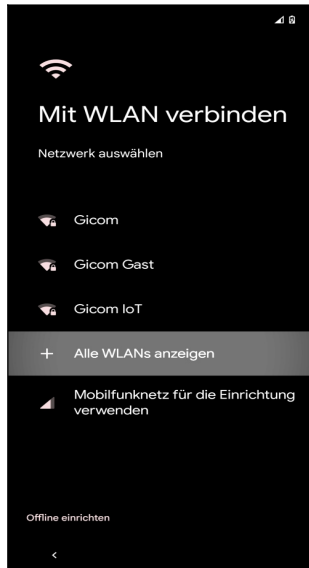 Mit WLAN verbinden
Netzwerk auswählen
Gicom
Gicom Gast
Gicom IoT
Alle WLANs anzeigen
Mobilfunknetz für die Einrichtung
verwenden
Offline einrichten